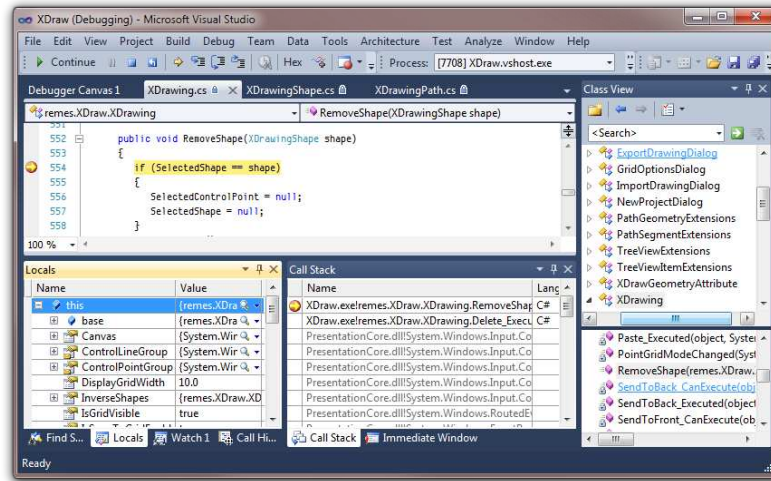 XDraw (Debugging) - Microsoft Visual Studio
File Edit View Project Build Debug Team Data Tools Architecture Test Analyze Window Help
Continue Hex Process: [7708] XDraw.vshost.exe
Debugger Canvas1 XDrawing.cs XDrawingShape.cs XDrawingPath.cs
remes.XDraw.XDrawing RemoveShape(XDrawingShape shape)
551
552 public void RemoveShape(XDrawingShape shape)
553 {
554 if (SelectedShape == shape)
555 {
556 SelectedControlPoint = null;
557 SelectedShape = null;
558 }
100 %
Locals
Name Value
this {remes.XDra
base {remes.XDra
Canvas {System.Wir
ControlLineGroup {System.Wir
ControlPointGroup {System.Wir
DisplayGridWidth 10.0
InverseShapes {remes.XDraw.XD
IsGridVisible true
Find S... Locals Watch 1 Call Hi...
Call Stack
Name Lang
XDraw.exe!remes.XDraw.XDrawing.RemoveShap C#
XDraw.exe!remes.XDraw.XDrawing.Delete_Execu C#
PresentationCore.dll!System.Windows.Input.Co
PresentationCore.dll!System.Windows.Input.Co
PresentationCore.dll!System.Windows.Input.Co
PresentationCore.dll!System.Windows.Input.Co
PresentationCore.dll!System.Windows.Input.Co
PresentationCore.dll!System.Windows.RoutedEv
Call Stack Immediate Window
Class View
<Search>
ExportDrawingDialog
GridOptionsDialog
ImportDrawingDialog
NewProjectDialog
PathGeometryExtensions
PathSegmentExtensions
TreeViewExtensions
TreeViewItemExtensions
XDrawGeometryAttribute
XDrawing
Paste_Executed(object, System
PointGridModeChanged(Syst
RemoveShape(remes.XDraw.
SendToBack_CanExecute(obj
SendToBack_Executed(object
SendToFront_CanExecute(ob
Ready